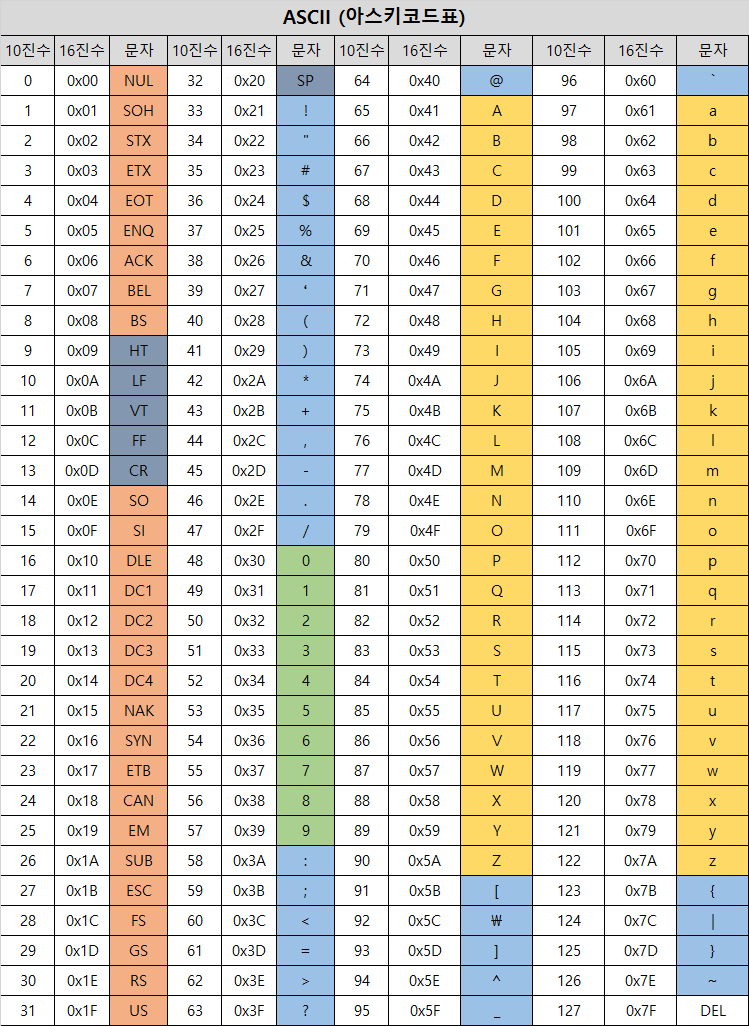 ASCII (아스키코드표)
10진수 16진수 문자 10진수 16진수 문자 10진수 16진수 문자 10진수 16진수 문자
0 0x00 NUL 32 0x20 SP 64 0x40 @ 96 0x60 `
1 0x01 SOH 33 0x21 ! 65 0x41 A 97 0x61 a
2 0x02 STX 34 0x22 " 66 0x42 B 98 0x62 b
3 0x03 ETX 35 0x23 # 67 0x43 C 99 0x63 c
4 0x04 EOT 36 0x24 $ 68 0x44 D 100 0x64 d
5 0x05 ENQ 37 0x25 % 69 0x45 E 101 0x65 e
6 0x06 ACK 38 0x26 & 70 0x46 F 102 0x66 f
7 0x07 BEL 39 0x27 ‘ 71 0x47 G 103 0x67 g
8 0x08 BS 40 0x28 ( 72 0x48 H 104 0x68 h
9 0x09 HT 41 0x29 ) 73 0x49 I 105 0x69 i
10 0x0A LF 42 0x2A * 74 0x4A J 106 0x6A j
11 0x0B VT 43 0x2B + 75 0x4B K 107 0x6B k
12 0x0C FF 44 0x2C , 76 0x4C L 108 0x6C l
13 0x0D CR 45 0x2D - 77 0x4D M 109 0x6D m
14 0x0E SO 46 0x2E . 78 0x4E N 110 0x6E n
15 0x0F SI 47 0x2F / 79 0x4F O 111 0x6F o
16 0x10 DLE 48 0x30 0 80 0x50 P 112 0x70 p
17 0x11 DC1 49 0x31 1 81 0x51 Q 113 0x71 q
18 0x12 DC2 50 0x32 2 82 0x52 R 114 0x72 r
19 0x13 DC3 51 0x33 3 83 0x53 S 115 0x73 s
20 0x14 DC4 52 0x34 4 84 0x54 T 116 0x74 t
21 0x15 NAK 53 0x35 5 85 0x55 U 117 0x75 u
22 0x16 SYN 54 0x36 6 86 0x56 V 118 0x76 v
23 0x17 ETB 55 0x37 7 87 0x57 W 119 0x77 w
24 0x18 CAN 56 0x38 8 88 0x58 X 120 0x78 x
25 0x19 EM 57 0x39 9 89 0x59 Y 121 0x79 y
26 0x1A SUB 58 0x3A : 90 0x5A Z 122 0x7A z
27 0x1B ESC 59 0x3B ; 91 0x5B [ 123 0x7B {
28 0x1C FS 60 0x3C < 92 0x5C ₩ 124 0x7C |
29 0x1D GS 61 0x3D = 93 0x5D ] 125 0x7D }
30 0x1E RS 62 0x3E > 94 0x5E ^ 126 0x7E ~
31 0x1F US 63 0x3F ? 95 0x5F _ 127 0x7F DEL